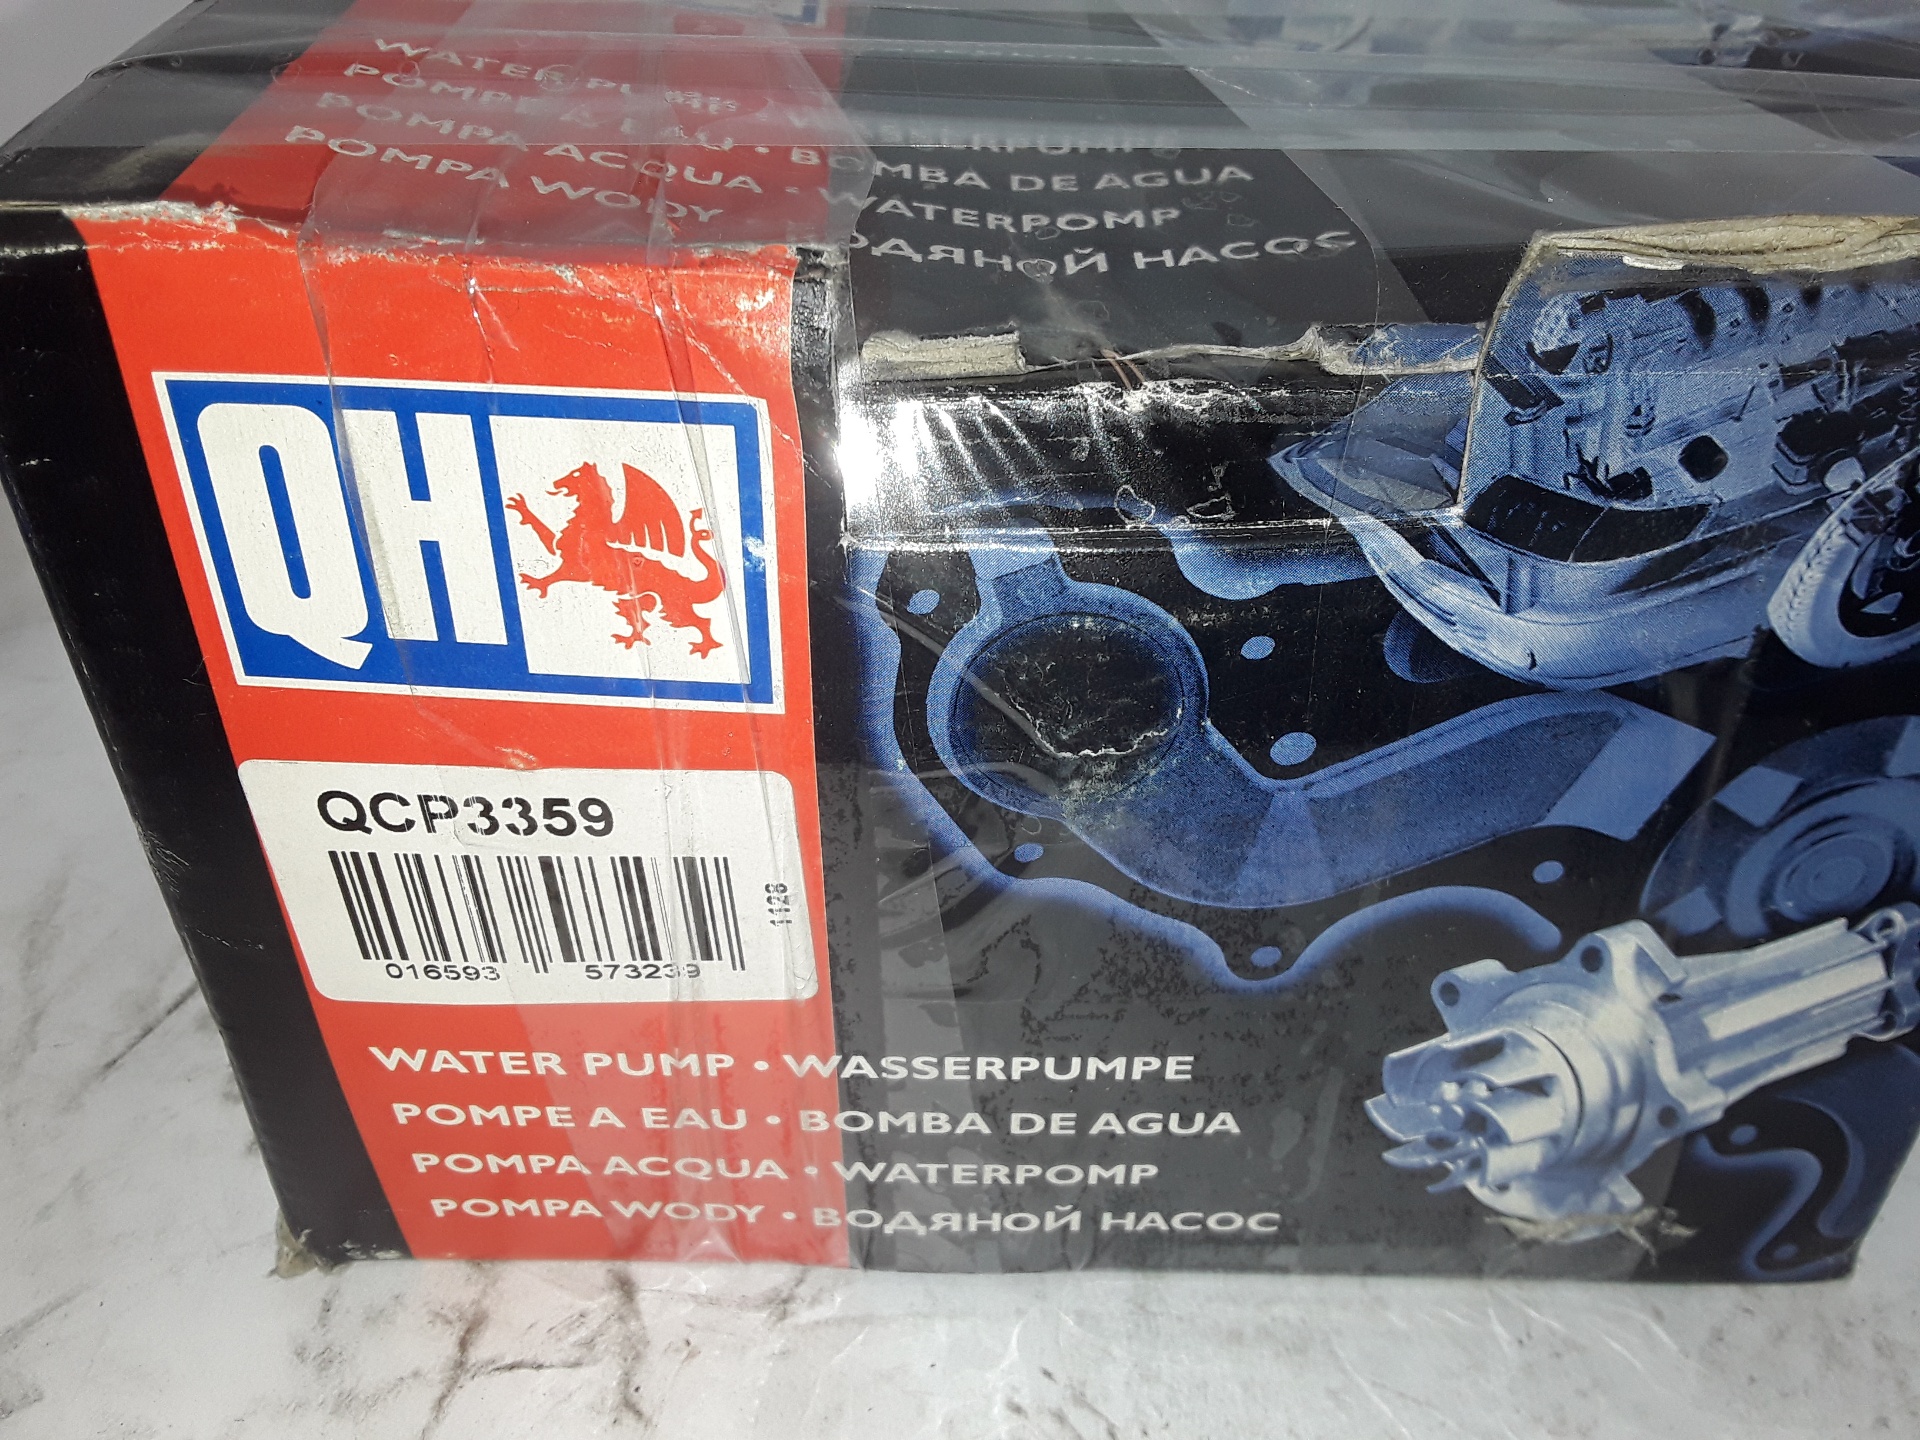 WATER PUMP
POMPE A EAU • BOMBA DE AGUA
POMPA ACQUA • WATERPOMP
POMPA WODY ВОДЯНОЙ НАСОС
QH
QCP3359
016593 573239
1128
WATER PUMP • WASSERPUMPE
POMPE A EAU • BOMBA DE AGUA
POMPA ACQUA • WATERPOMP
POMPA WODY • ВОДЯНОЙ НАСОС